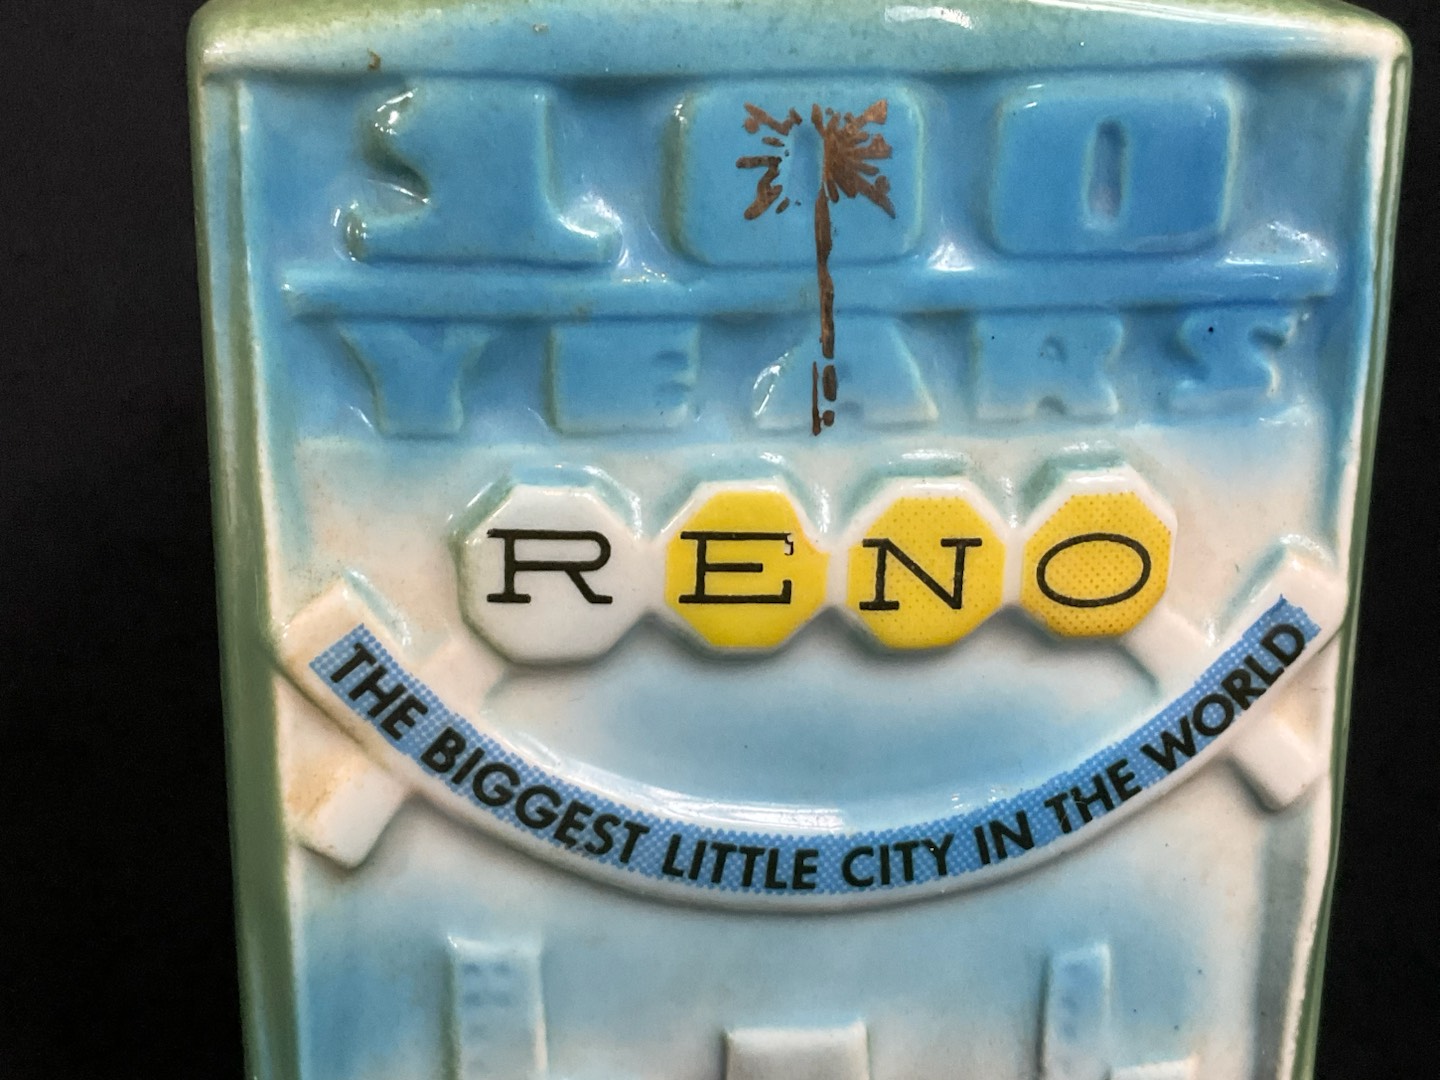 100
YEARS
RENO
THE BIGGEST LITTLE CITY IN THE WORLD